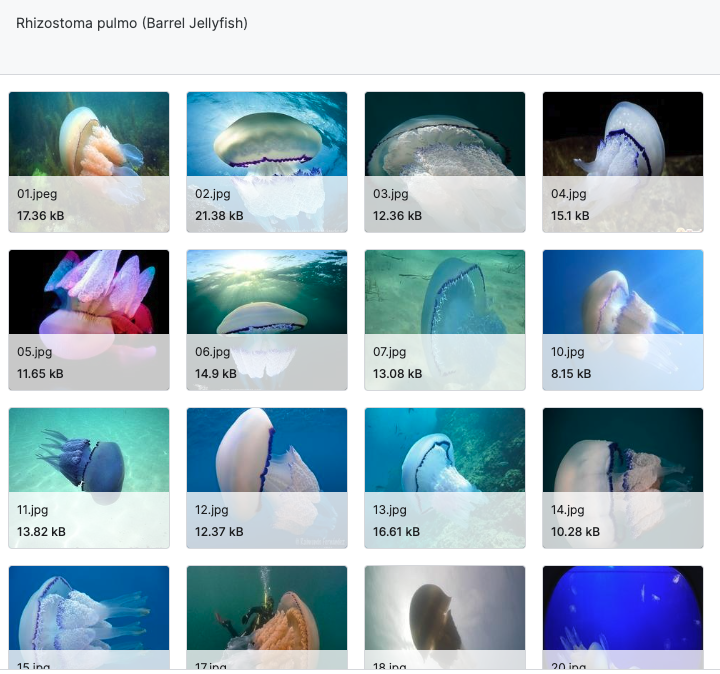 Rhizostoma pulmo (Barrel Jellyfish)
01.jpeg
17.36 kB
02.jpg
21.38 kB
03.jpg
12.36 kB
04.jpg
15.1 kB
05.jpg
11.65 kB
06.jpg
14.9 kB
07.jpg
13.08 kB
10.jpg
8.15 kB
11.jpg
13.82 kB
12.jpg
12.37 kB
13.jpg
16.61 kB
14.jpg
10.28 kB
15.jpg
17.jpg
18.jpg
20.jpg